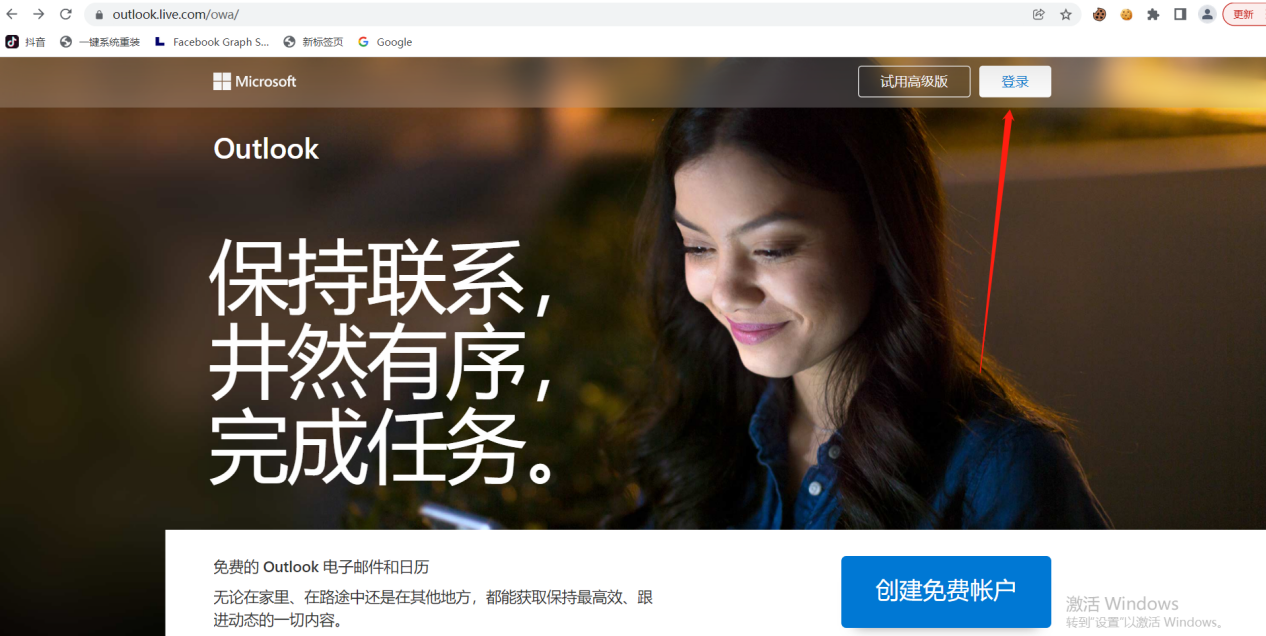 outlook.live.com/owa/
更新
抖音 一键系统重装 Facebook Graph S... 新标签页 Google
Microsoft 试用高级版 登录
Outlook
保持联系，
井然有序，
完成任务。
免费的 Outlook 电子邮件和日历
无论在家里、在路途中还是在其他地方，都能获取保持最高效、跟
进动态的一切内容。
创建免费帐户
激活 Windows
转到"设置"以激活 Windows。